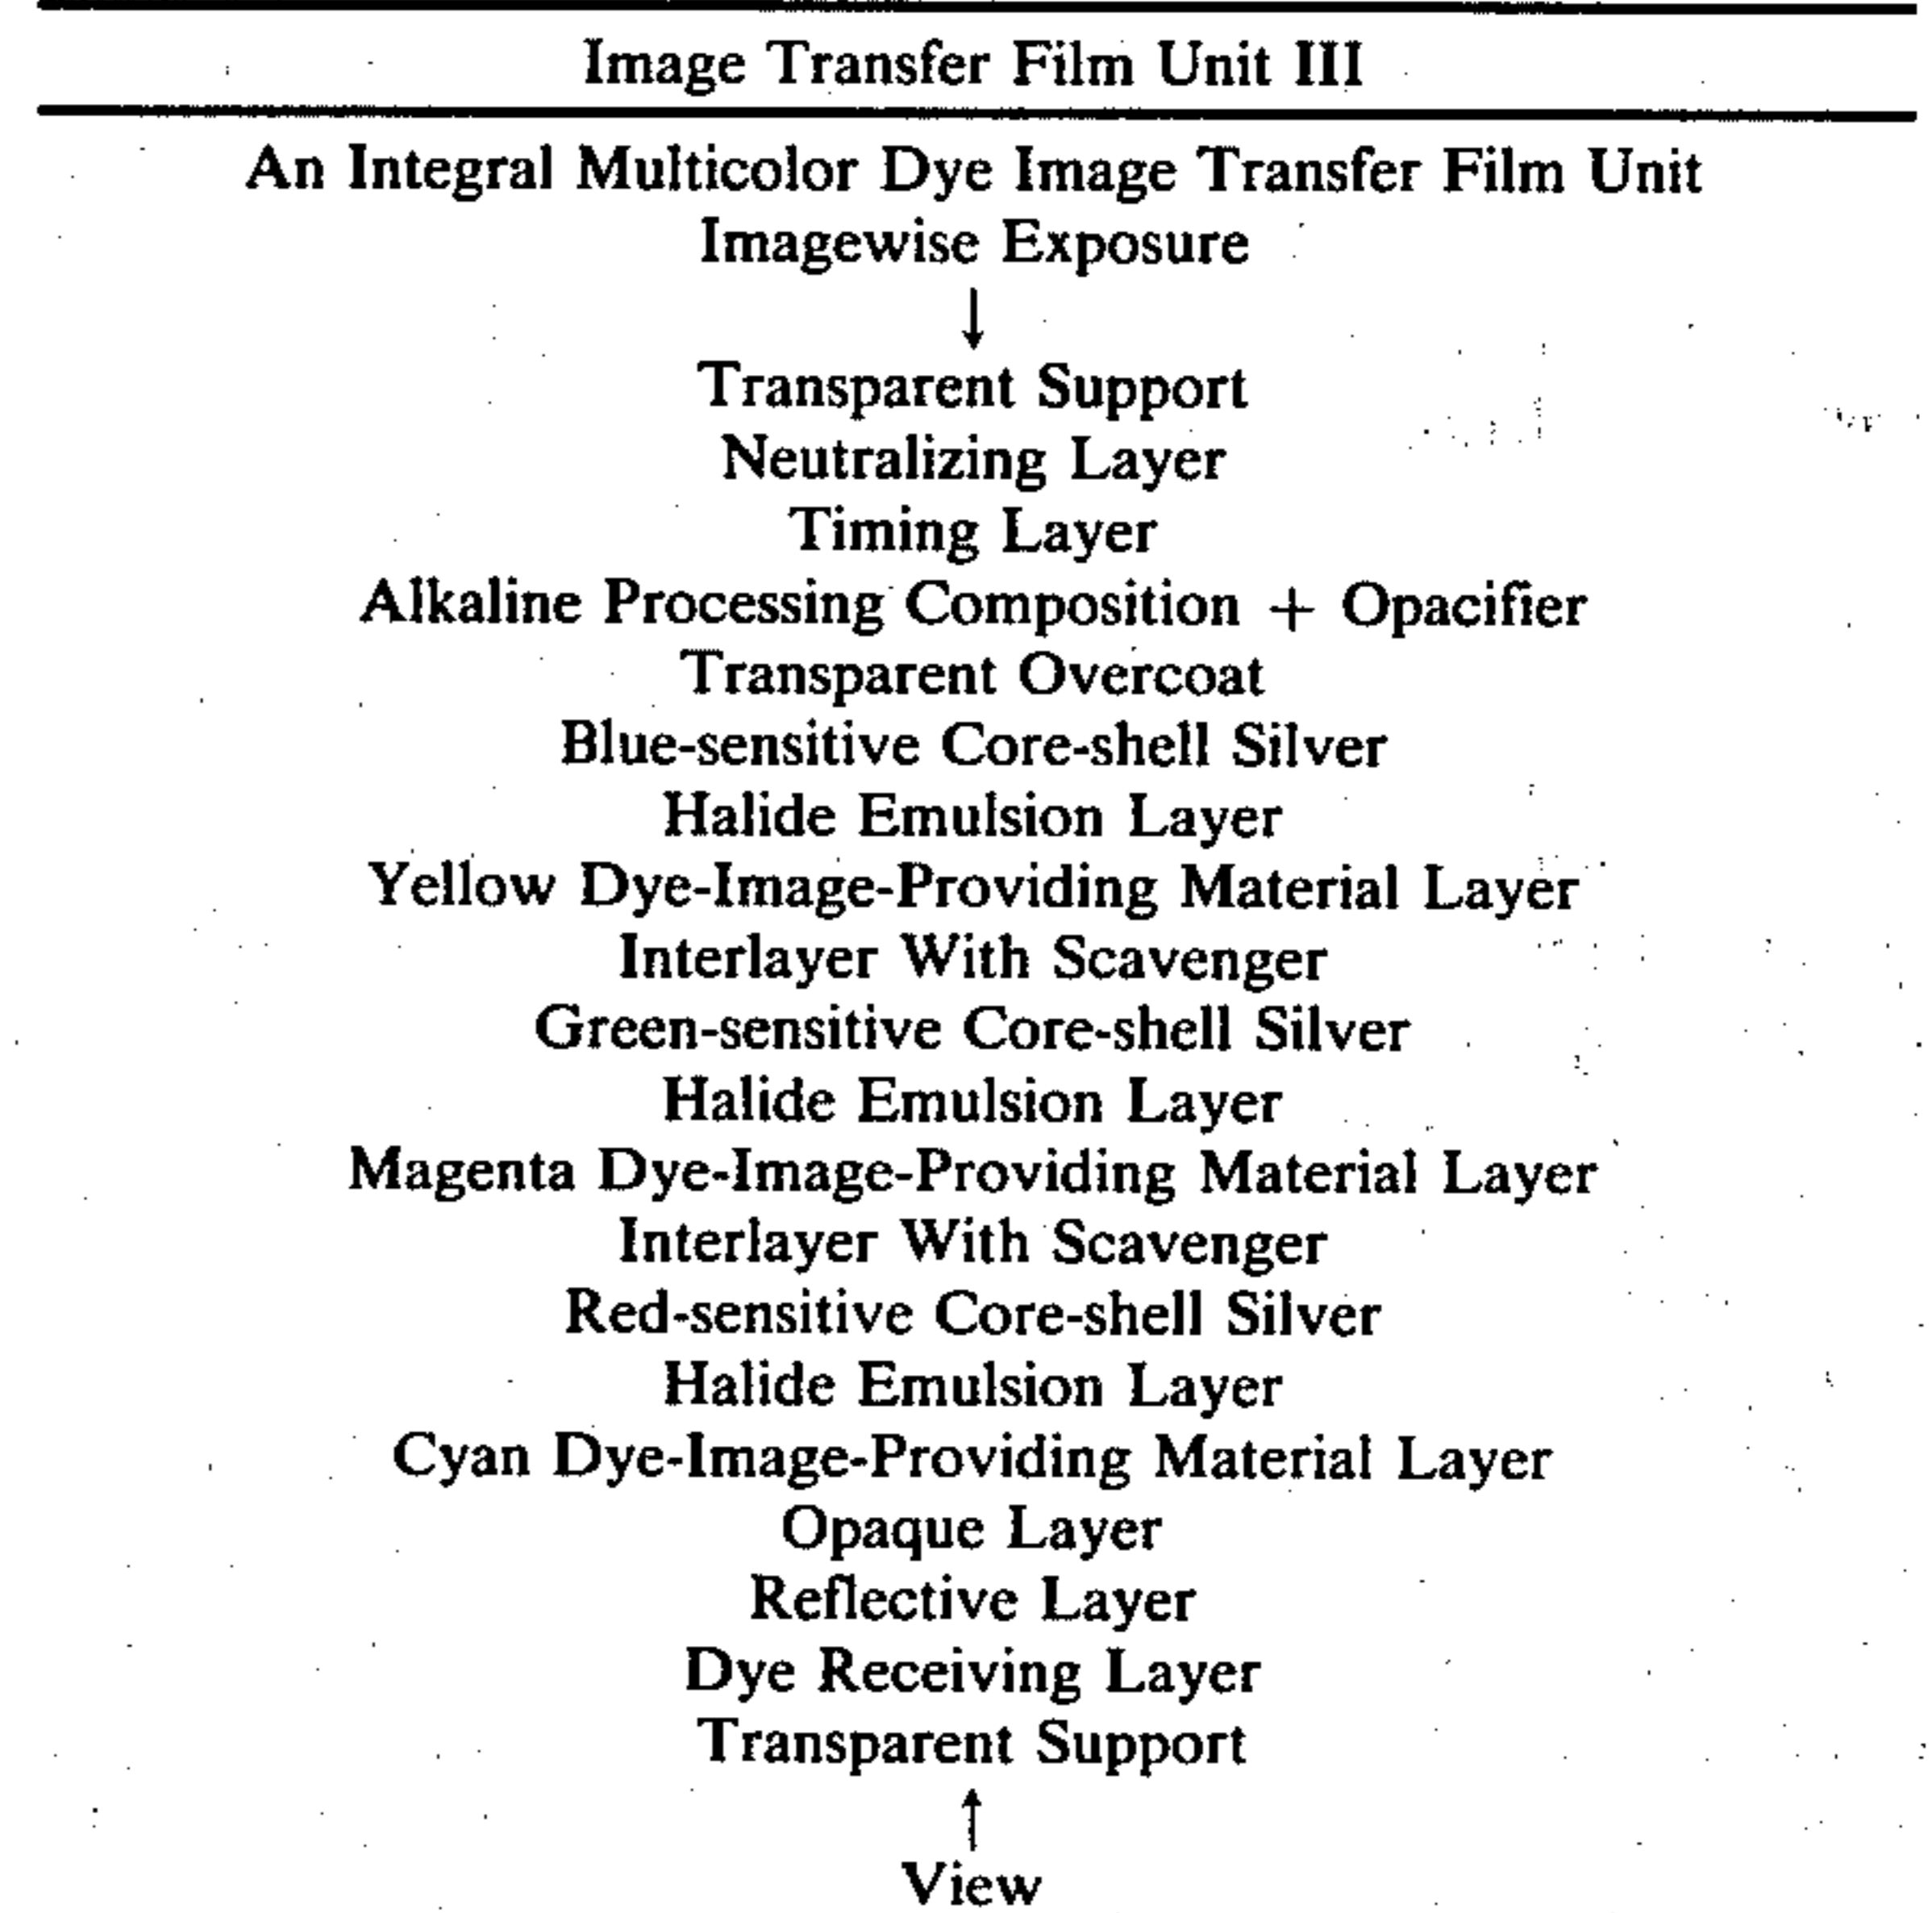 Image Transfer Film Unit III
An Integral Multicolor Dye Image Transfer Film Unit
Imagewise Exposure
↓
Transparent Support
Neutralizing Layer
Timing Layer
Alkaline Processing Composition + Opacifier
Transparent Overcoat
Blue-sensitive Core-shell Silver
Halide Emulsion Layer
Yellow Dye-Image-Providing Material Layer
Interlayer With Scavenger
Green-sensitive Core-shell Silver
Halide Emulsion Layer
Magenta Dye-Image-Providing Material Layer
Interlayer With Scavenger
Red-sensitive Core-shell Silver
Halide Emulsion Layer
Cyan Dye-Image-Providing Material Layer
Opaque Layer
Reflective Layer
Dye Receiving Layer
Transparent Support
↑
View